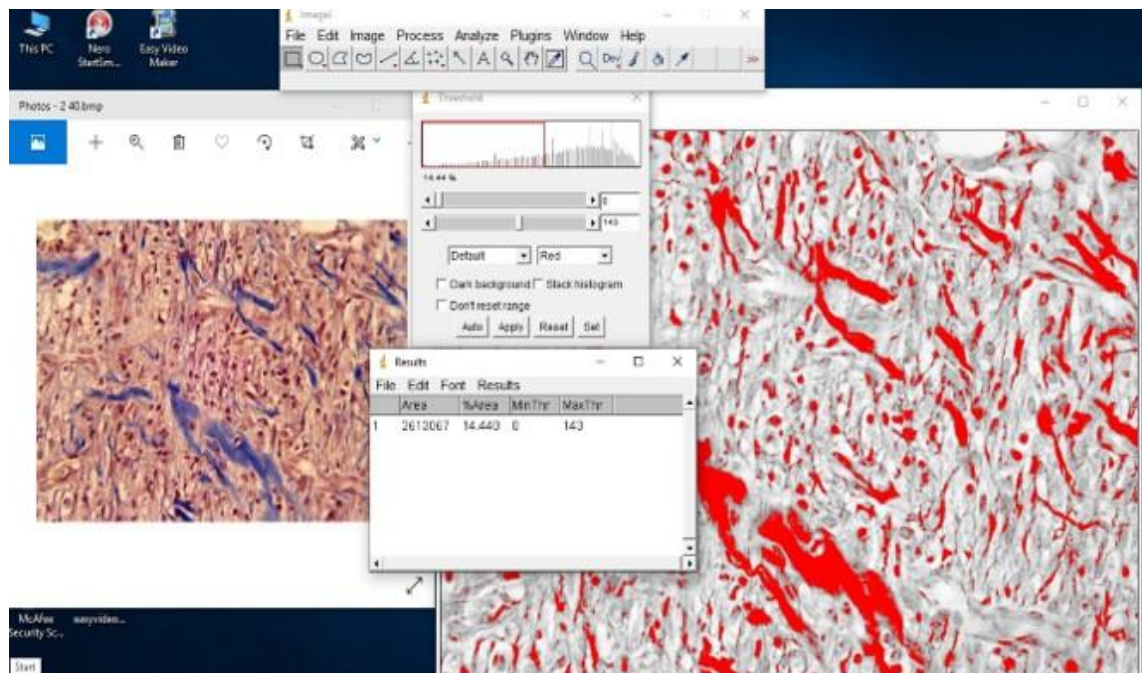 ImageJ
File Edit Image Process Analyze Plugins Window Help
Dev
>>
This PC
Nero StartSm...
Easy Video Maker
Photos - 2 40.bmp
Threshold
14.44 %
0
143
Default
Red
Dark background
Stack histogram
Don't reset range
Auto
Apply
Reset
Set
Results
File Edit Font Results
Area %Area MinThr MaxThr
1 2613067 14.440 0 143
McAfee Security Sc...
easyvideo...
Start